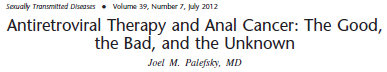 Sexually Transmitted Diseases • Volume 39, Number 7, July 2012
Antiretroviral Therapy and Anal Cancer: The Good,
the Bad, and the Unknown
Joel M. Palefsky, MD